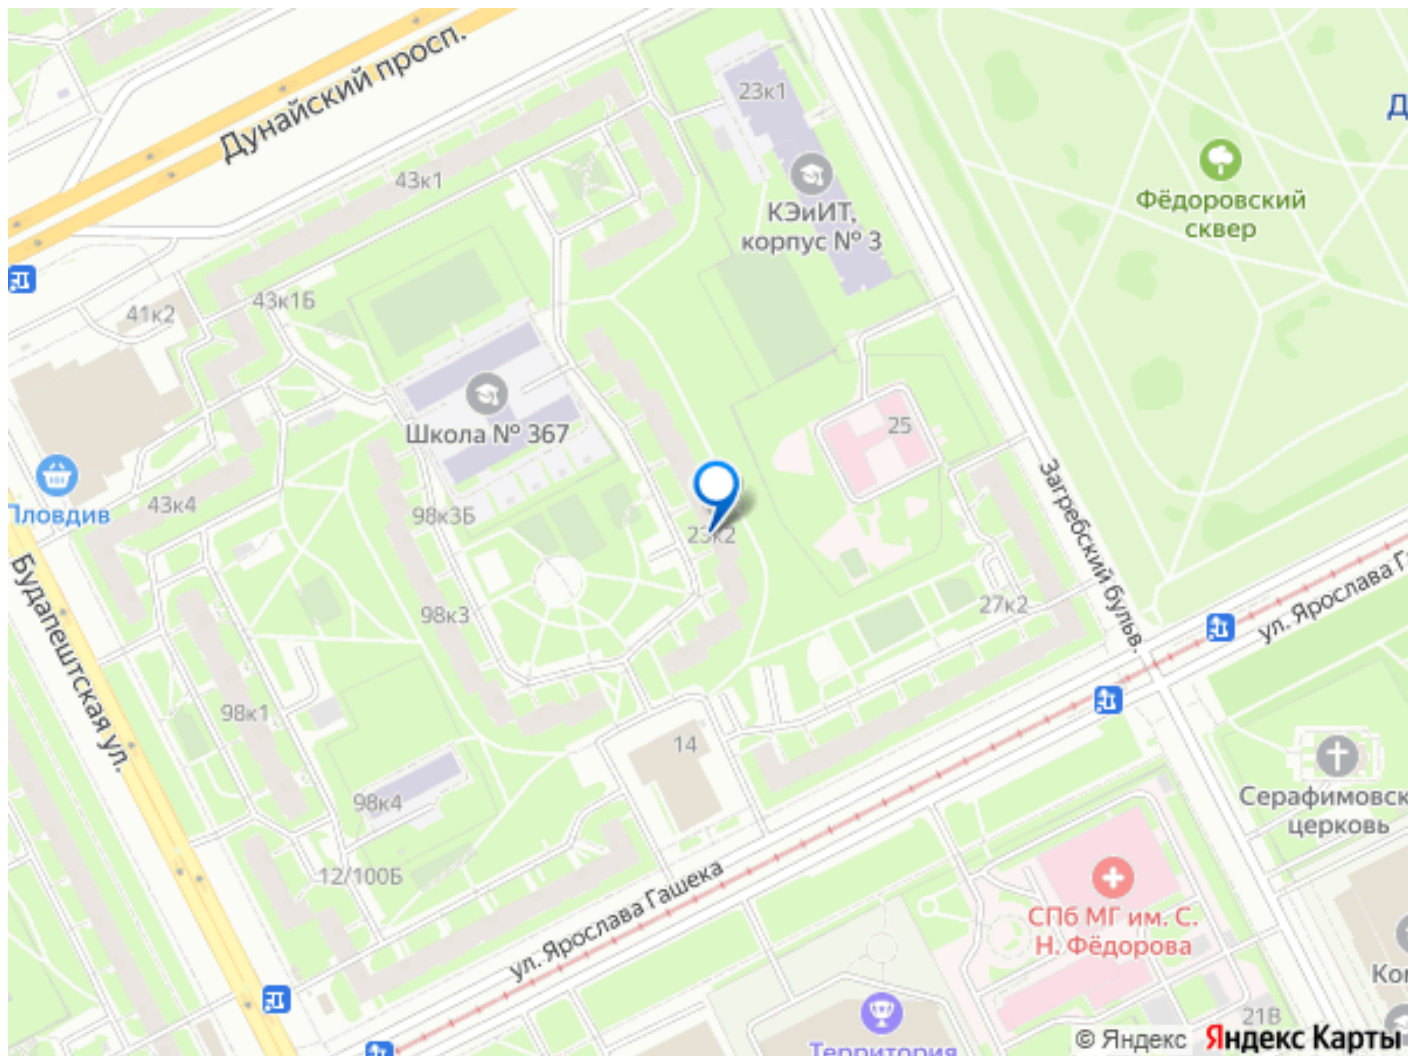 Дунайский просп.
23к1
Д
43к1
КЭиИТ,
корпус № 3
Фёдоровский
сквер
43к1Б
41к2
Школа № 367
25
Пловдив
43к4
98к3Б
23к2
Загребский бульв.
Будапештская ул.
98к3
27к2
ул. Ярослава Г
98к1
14
98к4
Серафимовск
церковь
12/100Б
ул. Ярослава Гашека
СПб МГ им. С.
Н. Фёдорова
Ко
21В
Территория
© Яндекс Яндекс Карты